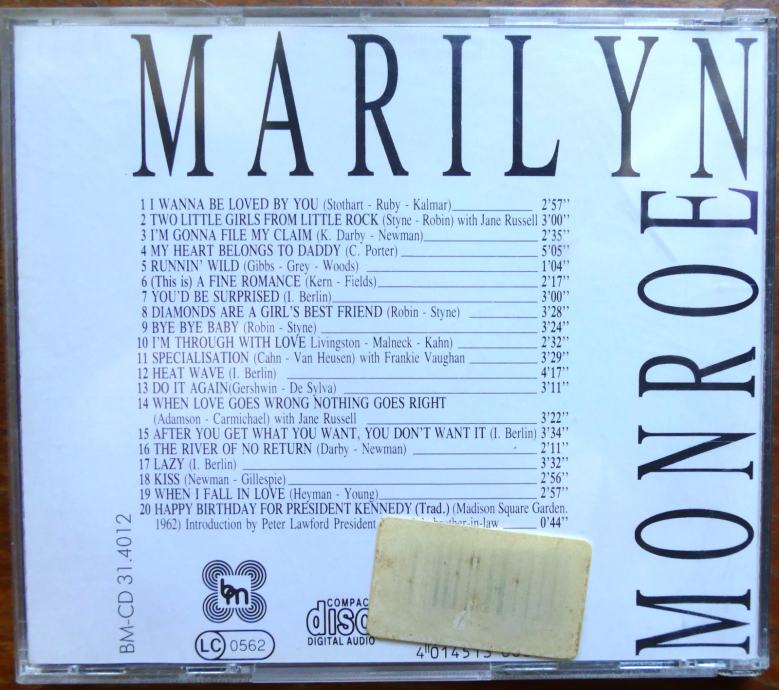 MARILYN
MONROE
1 I WANNA BE LOVED BY YOU (Stothart - Ruby - Kalmar) 2'57''
2 TWO LITTLE GIRLS FROM LITTLE ROCK (Styne - Robin) with Jane Russell 3'00''
3 I'M GONNA FILE MY CLAIM (K. Darby - Newman) 2'35''
4 MY HEART BELONGS TO DADDY (C. Porter) 5'05''
5 RUNNIN' WILD (Gibbs - Grey - Woods) 1'04''
6 (This is) A FINE ROMANCE (Kern - Fields) 2'17''
7 YOU'D BE SURPRISED (I. Berlin) 3'00''
8 DIAMONDS ARE A GIRL'S BEST FRIEND (Robin - Styne) 3'28''
9 BYE BYE BABY (Robin - Styne) 3'24''
10 I'M THROUGH WITH LOVE Livingston - Malneck - Kahn) 2'32''
11 SPECIALISATION (Cahn - Van Heusen) with Frankie Vaughan 3'29''
12 HEAT WAVE (I. Berlin) 4'17''
13 DO IT AGAIN(Gershwin - De Sylva) 3'11''
14 WHEN LOVE GOES WRONG NOTHING GOES RIGHT
(Adamson - Carmichael) with Jane Russell 3'22''
15 AFTER YOU GET WHAT YOU WANT, YOU DON'T WANT IT (I. Berlin) 3'34''
16 THE RIVER OF NO RETURN (Darby - Newman) 2'11''
17 LAZY (I. Berlin) 3'32''
18 KISS (Newman - Gillespie) 2'56''
19 WHEN I FALL IN LOVE (Heyman - Young) 2'57''
20 HAPPY BIRTHDAY FOR PRESIDENT KENNEDY (Trad.) (Madison Square Garden.
1962) Introduction by Peter Lawford President brother-in-law 0'44''
BM-CD 31.4012
bm
LC 0562
COMPAC
disc
DIGITAL AUDIO
4 014513